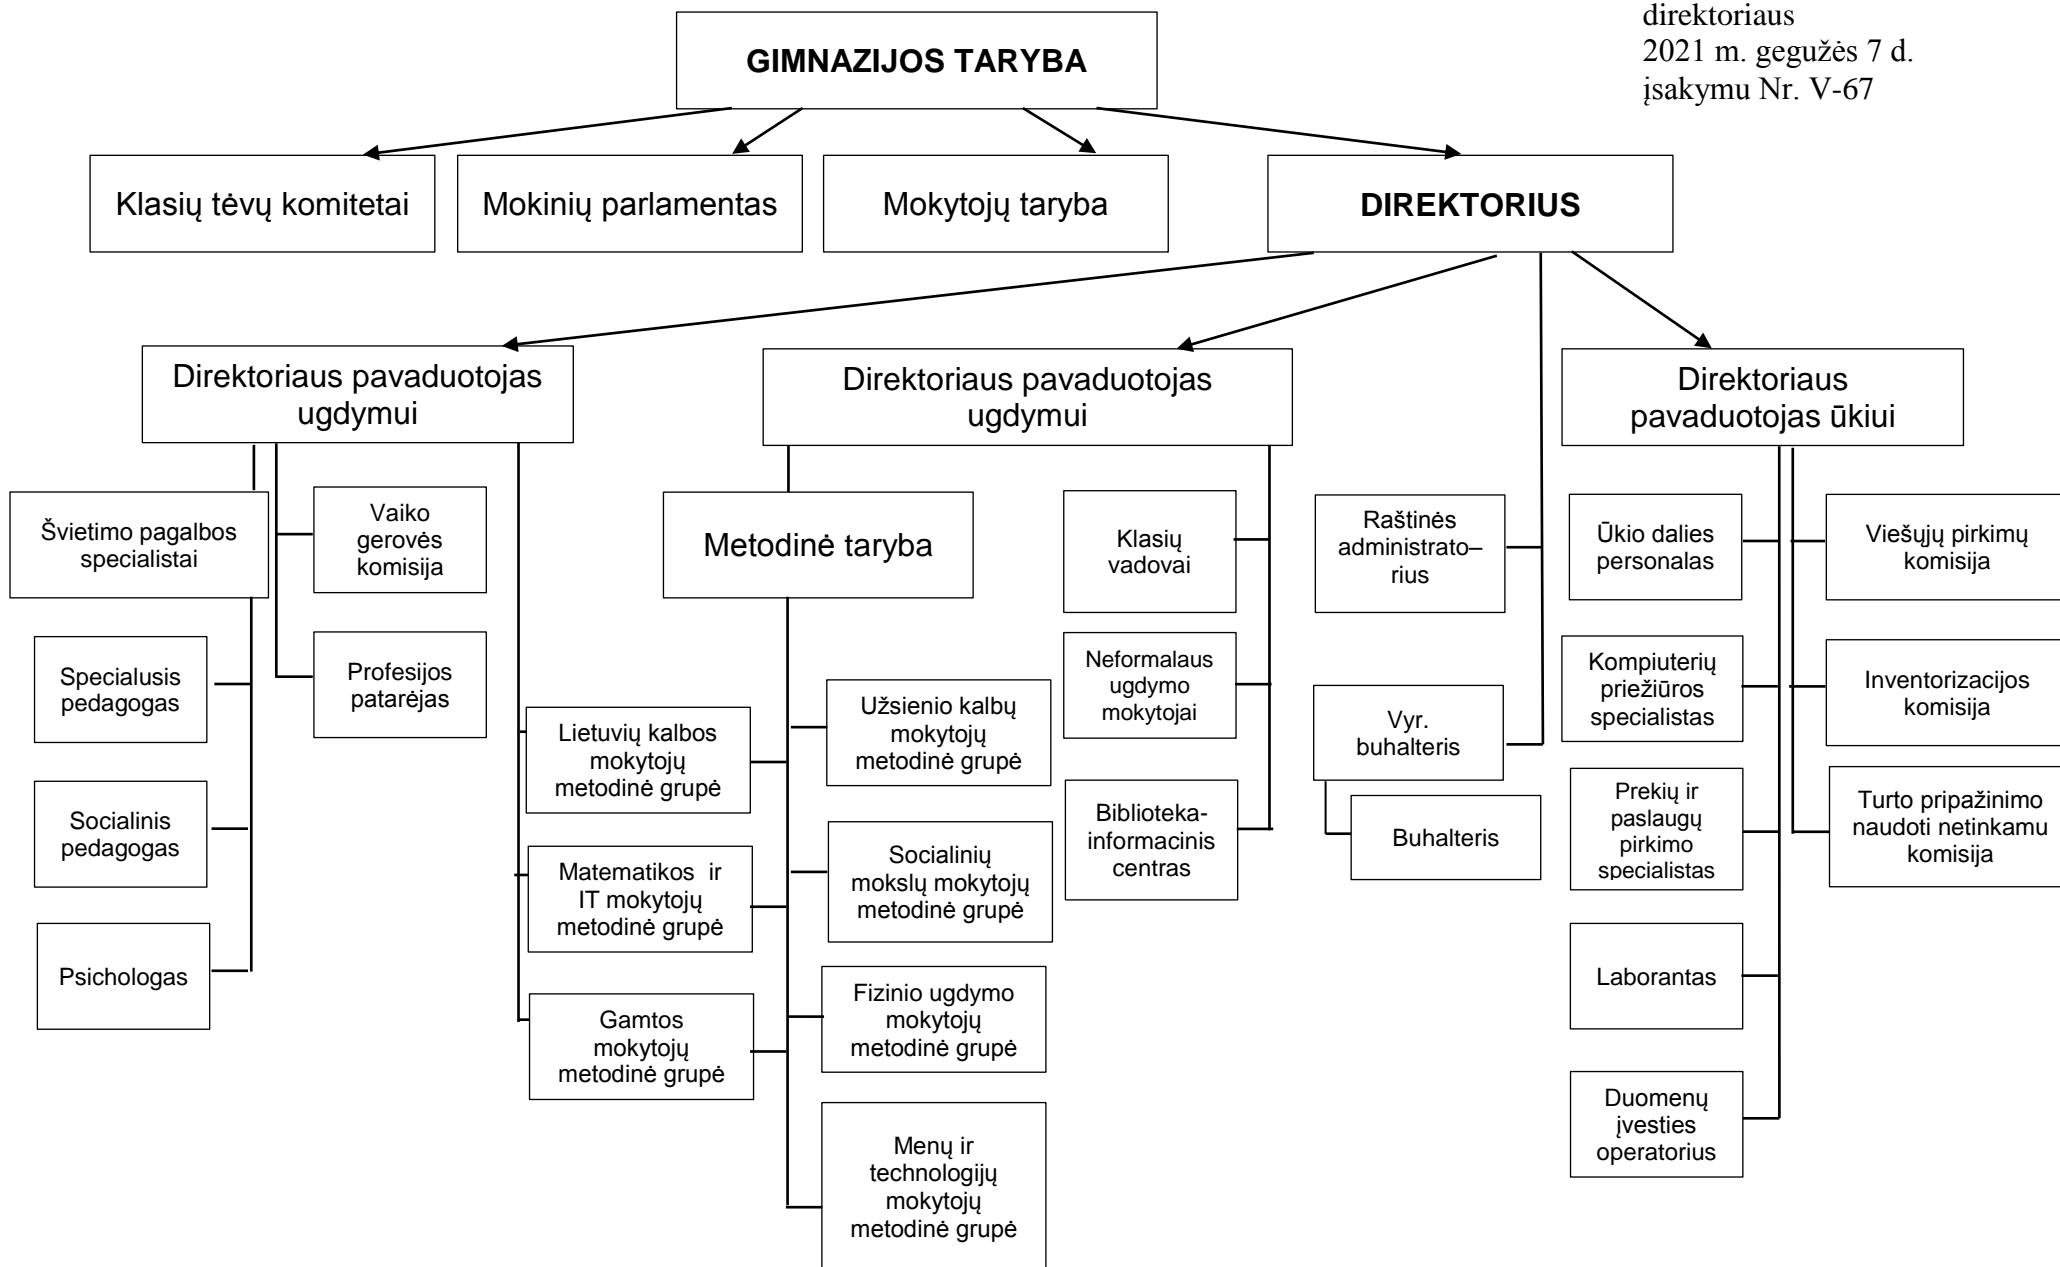 direktoriaus
2021 m. gegužės 7 d.
įsakymu Nr. V-67
GIMNAZIJOS TARYBA
Klasių tėvų komitetai
Mokinių parlamentas
Mokytojų taryba
DIREKTORIUS
Direktoriaus pavaduotojas
ugdymui
Direktoriaus pavaduotojas
ugdymui
Direktoriaus
pavaduotojas ūkiui
Švietimo pagalbos
specialistai
Vaiko
gerovės
komisija
Specialusis
pedagogas
Profesijos
patarėjas
Socialinis
pedagogas
Psichologas
Metodinė taryba
Lietuvių kalbos
mokytojų
metodinė grupė
Užsienio kalbų
mokytojų
metodinė grupė
Matematikos  ir
IT mokytojų
metodinė grupė
Socialinių
mokslų mokytojų
metodinė grupė
Gamtos
mokytojų
metodinė grupė
Fizinio ugdymo
mokytojų
metodinė grupė
Menų ir
technologijų
mokytojų
metodinė grupė
Klasių
vadovai
Neformalaus
ugdymo
mokytojai
Biblioteka-
informacinis
centras
Raštinės
administrato–
rius
Vyr.
buhalteris
Buhalteris
Ūkio dalies
personalas
Viešųjų pirkimų
komisija
Kompiuterių
priežiūros
specialistas
Inventorizacijos
komisija
Prekių ir
paslaugų
pirkimo
specialistas
Turto pripažinimo
naudoti netinkamu
komisija
Laborantas
Duomenų
įvesties
operatorius